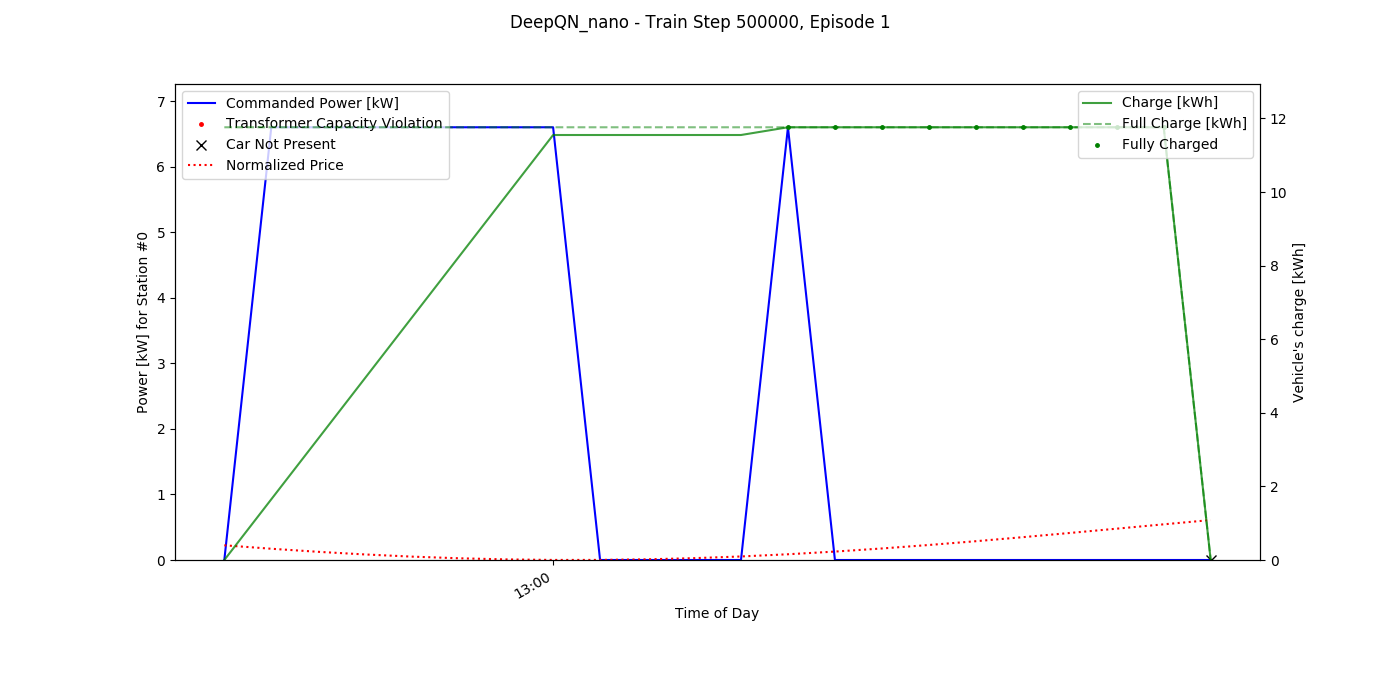 DeepQN_nano - Train Step 500000, Episode 1
Commanded Power [kW]
Transformer Capacity Violation
Car Not Present
Normalized Price
Charge [kWh]
Full Charge [kWh]
Fully Charged
7
6
5
4
3
2
1
0
Power [kW] for Station #0
12
10
8
6
4
2
0
Vehicle's charge [kWh]
13:00
Time of Day